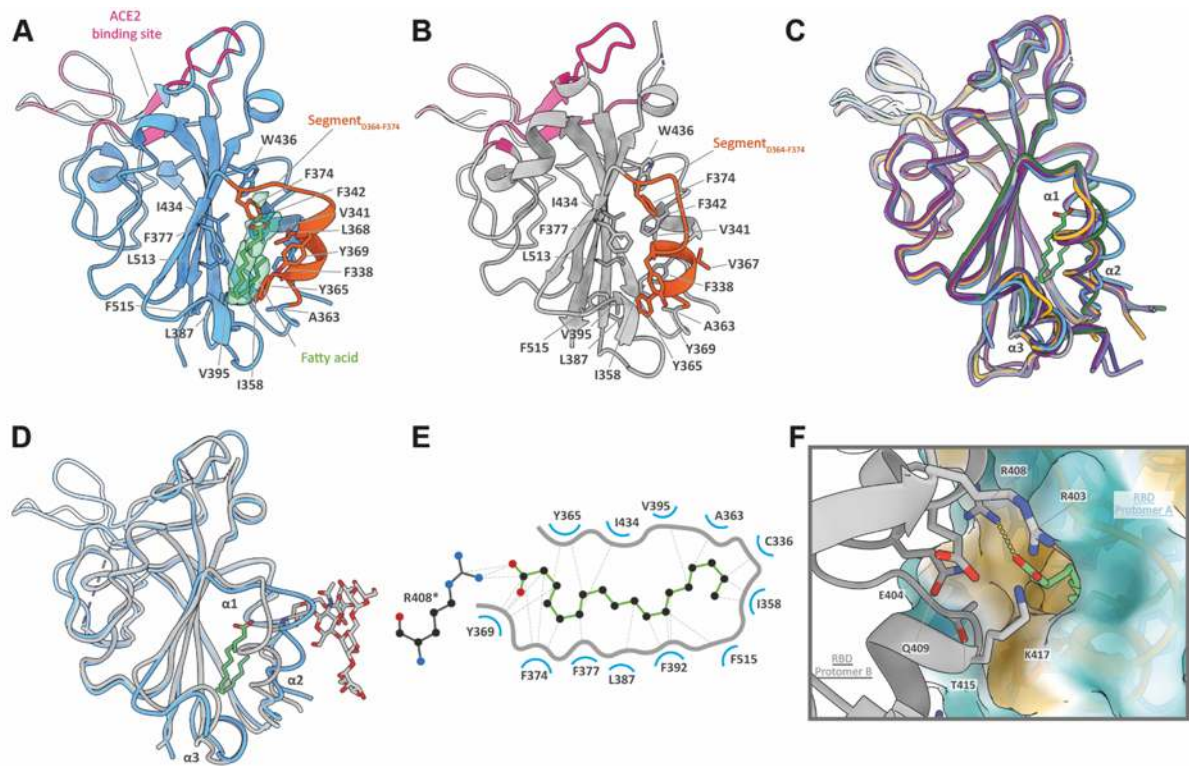 A
ACE2
binding site
W436
Segment D364-F374
F374
F342
I434
V341
F377
L368
L513
Y369
F338
Y365
F515
A363
L387
Fatty acid
V395
I358
B
W436
Segment D364-F374
F374
I434
F342
F377
V341
L513
V367
F338
A363
V395
F515
Y369
L387
Y365
I358
C
α1
α2
α3
D
α1
α2
α3
E
V395
Y365
I434
A363
C336
R408*
I358
Y369
F515
F374
F377
F392
L387
F
R408
R403
RBD
Protomer A
E404
Q409
K417
RBD
Protomer B
T415